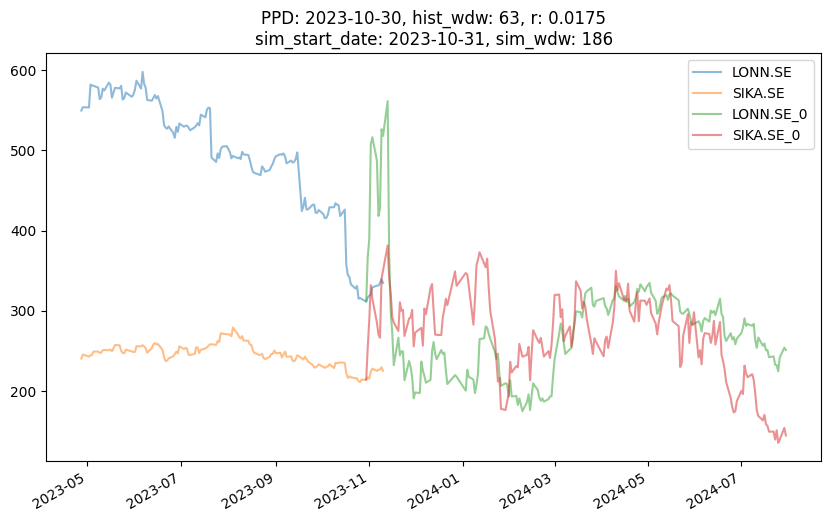 PPD: 2023-10-30, hist_wdw: 63, r: 0.0175
sim_start_date: 2023-10-31, sim_wdw: 186
LONN.SE
SIKA.SE
LONN.SE_0
SIKA.SE_0
600
500
400
300
200
2023-05
2023-07
2023-09
2023-11
2024-01
2024-03
2024-05
2024-07